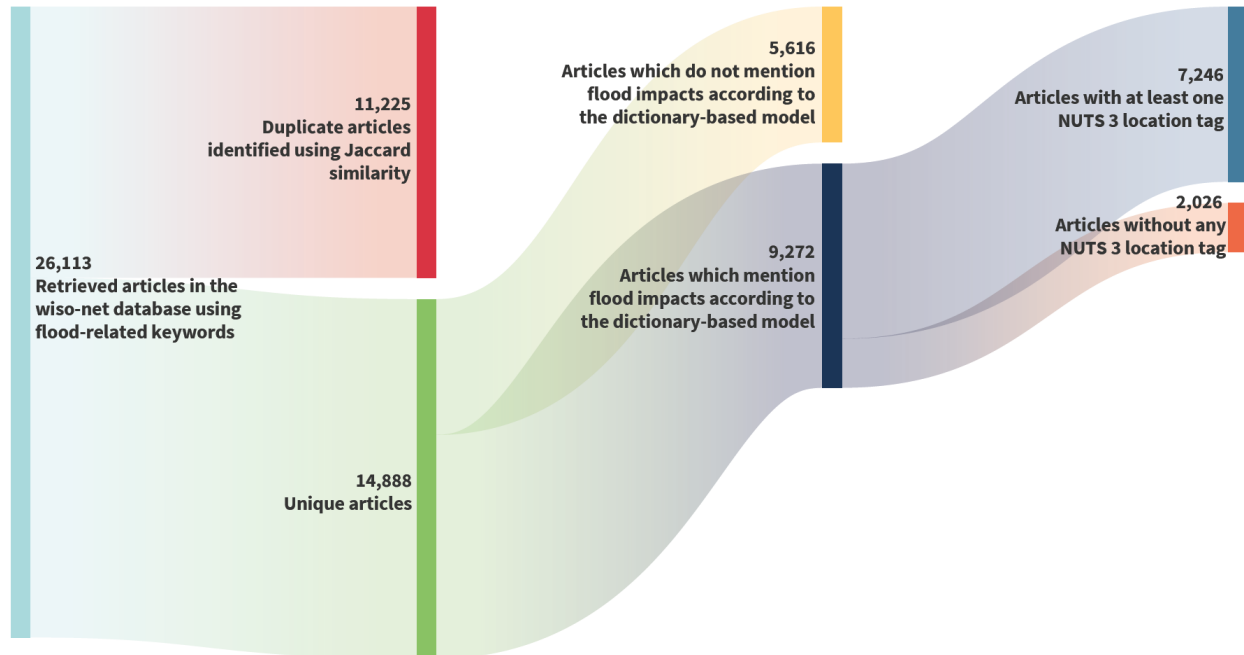 26,113
Retrieved articles in the
wiso-net database using
flood-related keywords
11,225
Duplicate articles
identified using Jaccard
similarity
14,888
Unique articles
5,616
Articles which do not mention
flood impacts according to
the dictionary-based model
9,272
Articles which mention
flood impacts according to
the dictionary-based model
7,246
Articles with at least one
NUTS 3 location tag
2,026
Articles without any
NUTS 3 location tag